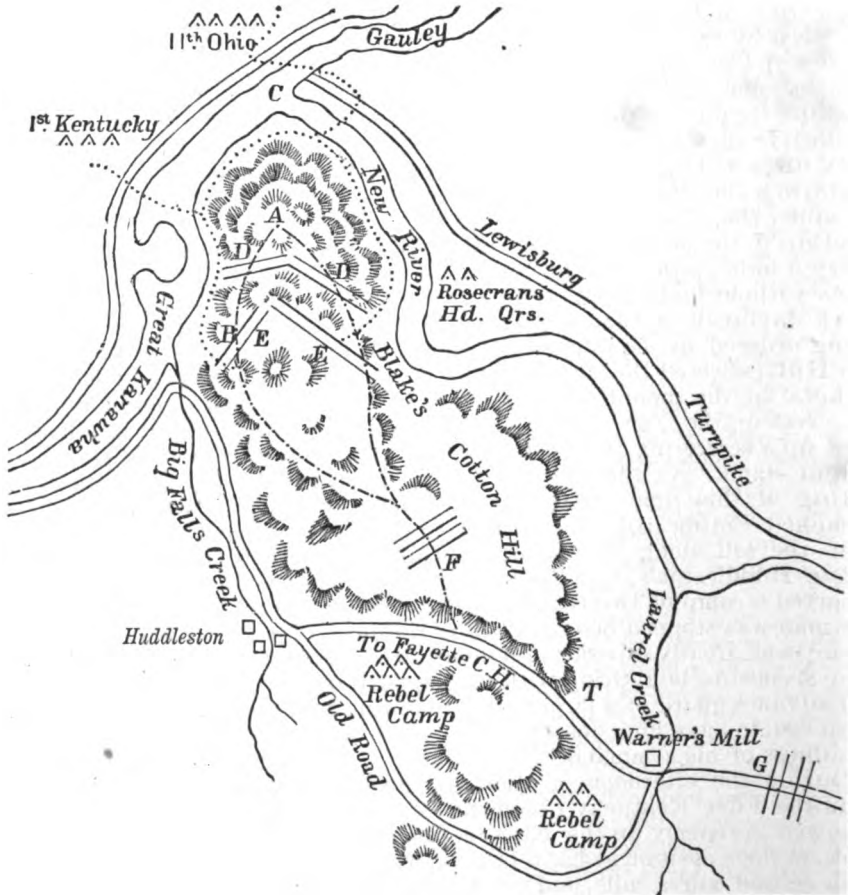 11th Ohio
Gauley
C
1st. Kentucky
New River
A
D
D
Lewisburg
Turnpike
Rosecrans'
Hd. Qrs.
Great Kanawha
B
E
E
Blake's
Cotton
Hill
Big Falls Creek
F
Huddleston
To Fayette C.H.
Rebel
Camp
T
Laurel Creek
Old Road
Warner's Mill
G
Rebel
Camp